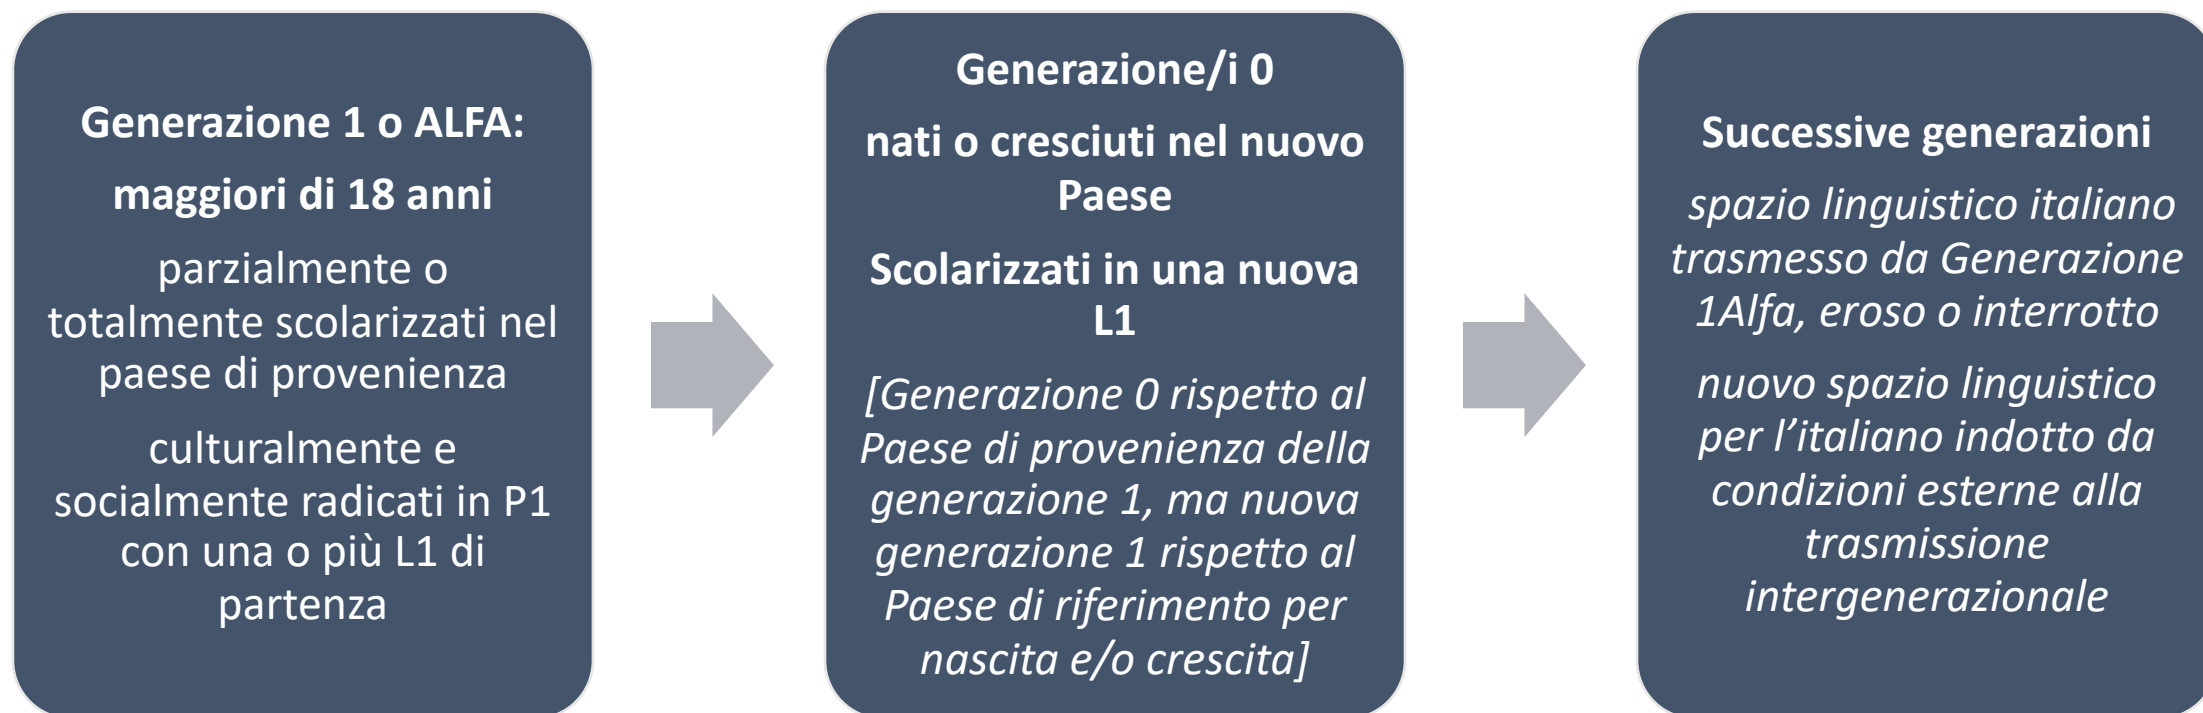 Generazione 1 o ALFA:
maggiori di 18 anni
parzialmente o
totalmente scolarizzati nel
paese di provenienza
culturalmente e
socialmente radicati in P1
con una o più L1 di
partenza
Generazione/i 0
nati o cresciuti nel nuovo
Paese
Scolarizzati in una nuova
L1
[Generazione 0 rispetto al
Paese di provenienza della
generazione 1, ma nuova
generazione 1 rispetto al
Paese di riferimento per
nascita e/o crescita]
Successive generazioni
spazio linguistico italiano
trasmesso da Generazione
1Alfa, eroso o interrotto
nuovo spazio linguistico
per l’italiano indotto da
condizioni esterne alla
trasmissione
intergenerazionale